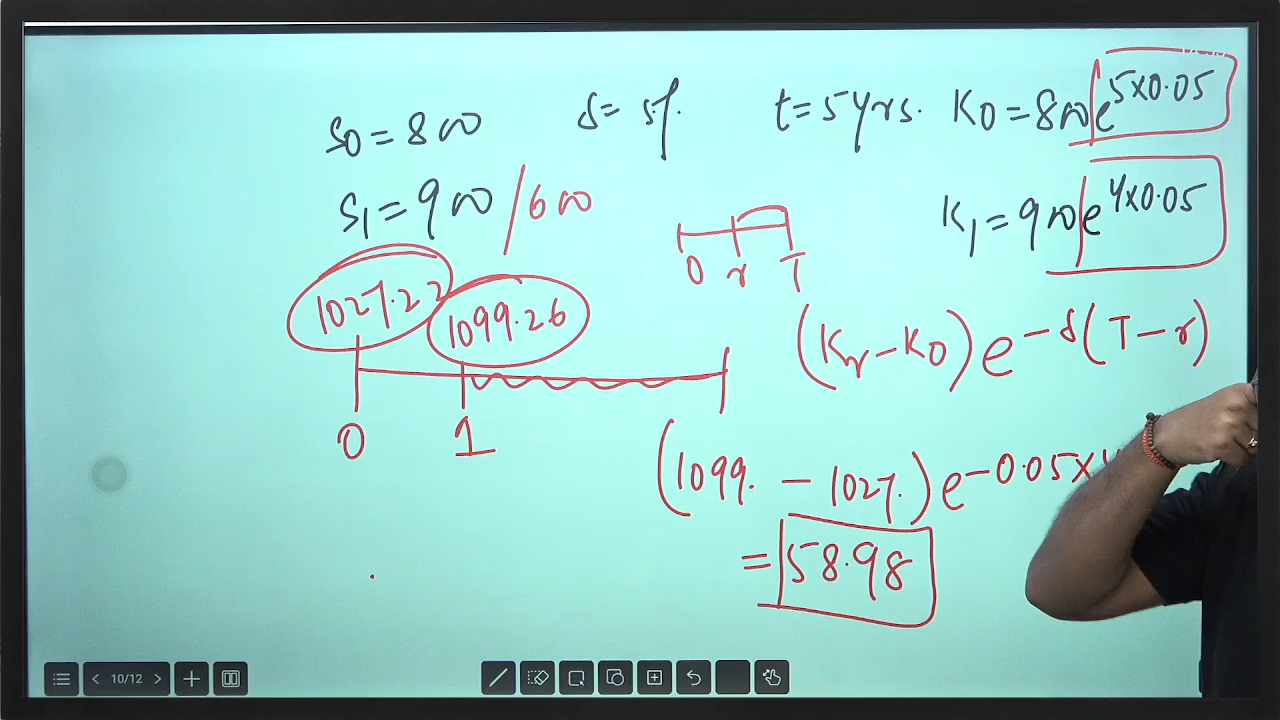 S0 = 800 δ = 5%. t = 5 yrs. K0 = 800e^5×0.05
S1 = 900 / 600 K1 = 900e^4×0.05
0 r T
1027.22 1099.26
(Kr - K0) e^-δ(T-r)
0 1
(1099. - 1027.) e^-0.05×4
= 58.98
10/12